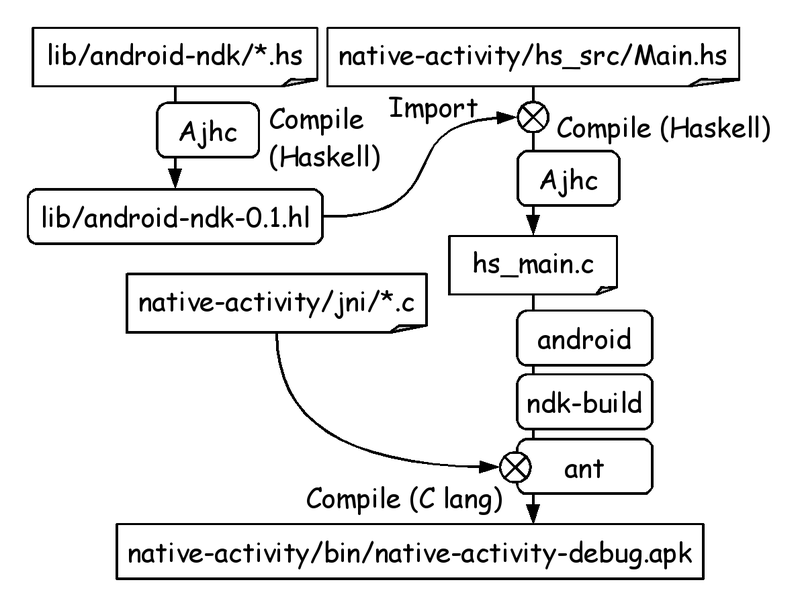 lib/android-ndk/*.hs
native-activity/hs_src/Main.hs
Ajhc
Compile
(Haskell)
Import
Compile (Haskell)
Ajhc
lib/android-ndk-0.1.hl
hs_main.c
native-activity/jni/*.c
android
ndk-build
ant
Compile (C lang)
native-activity/bin/native-activity-debug.apk